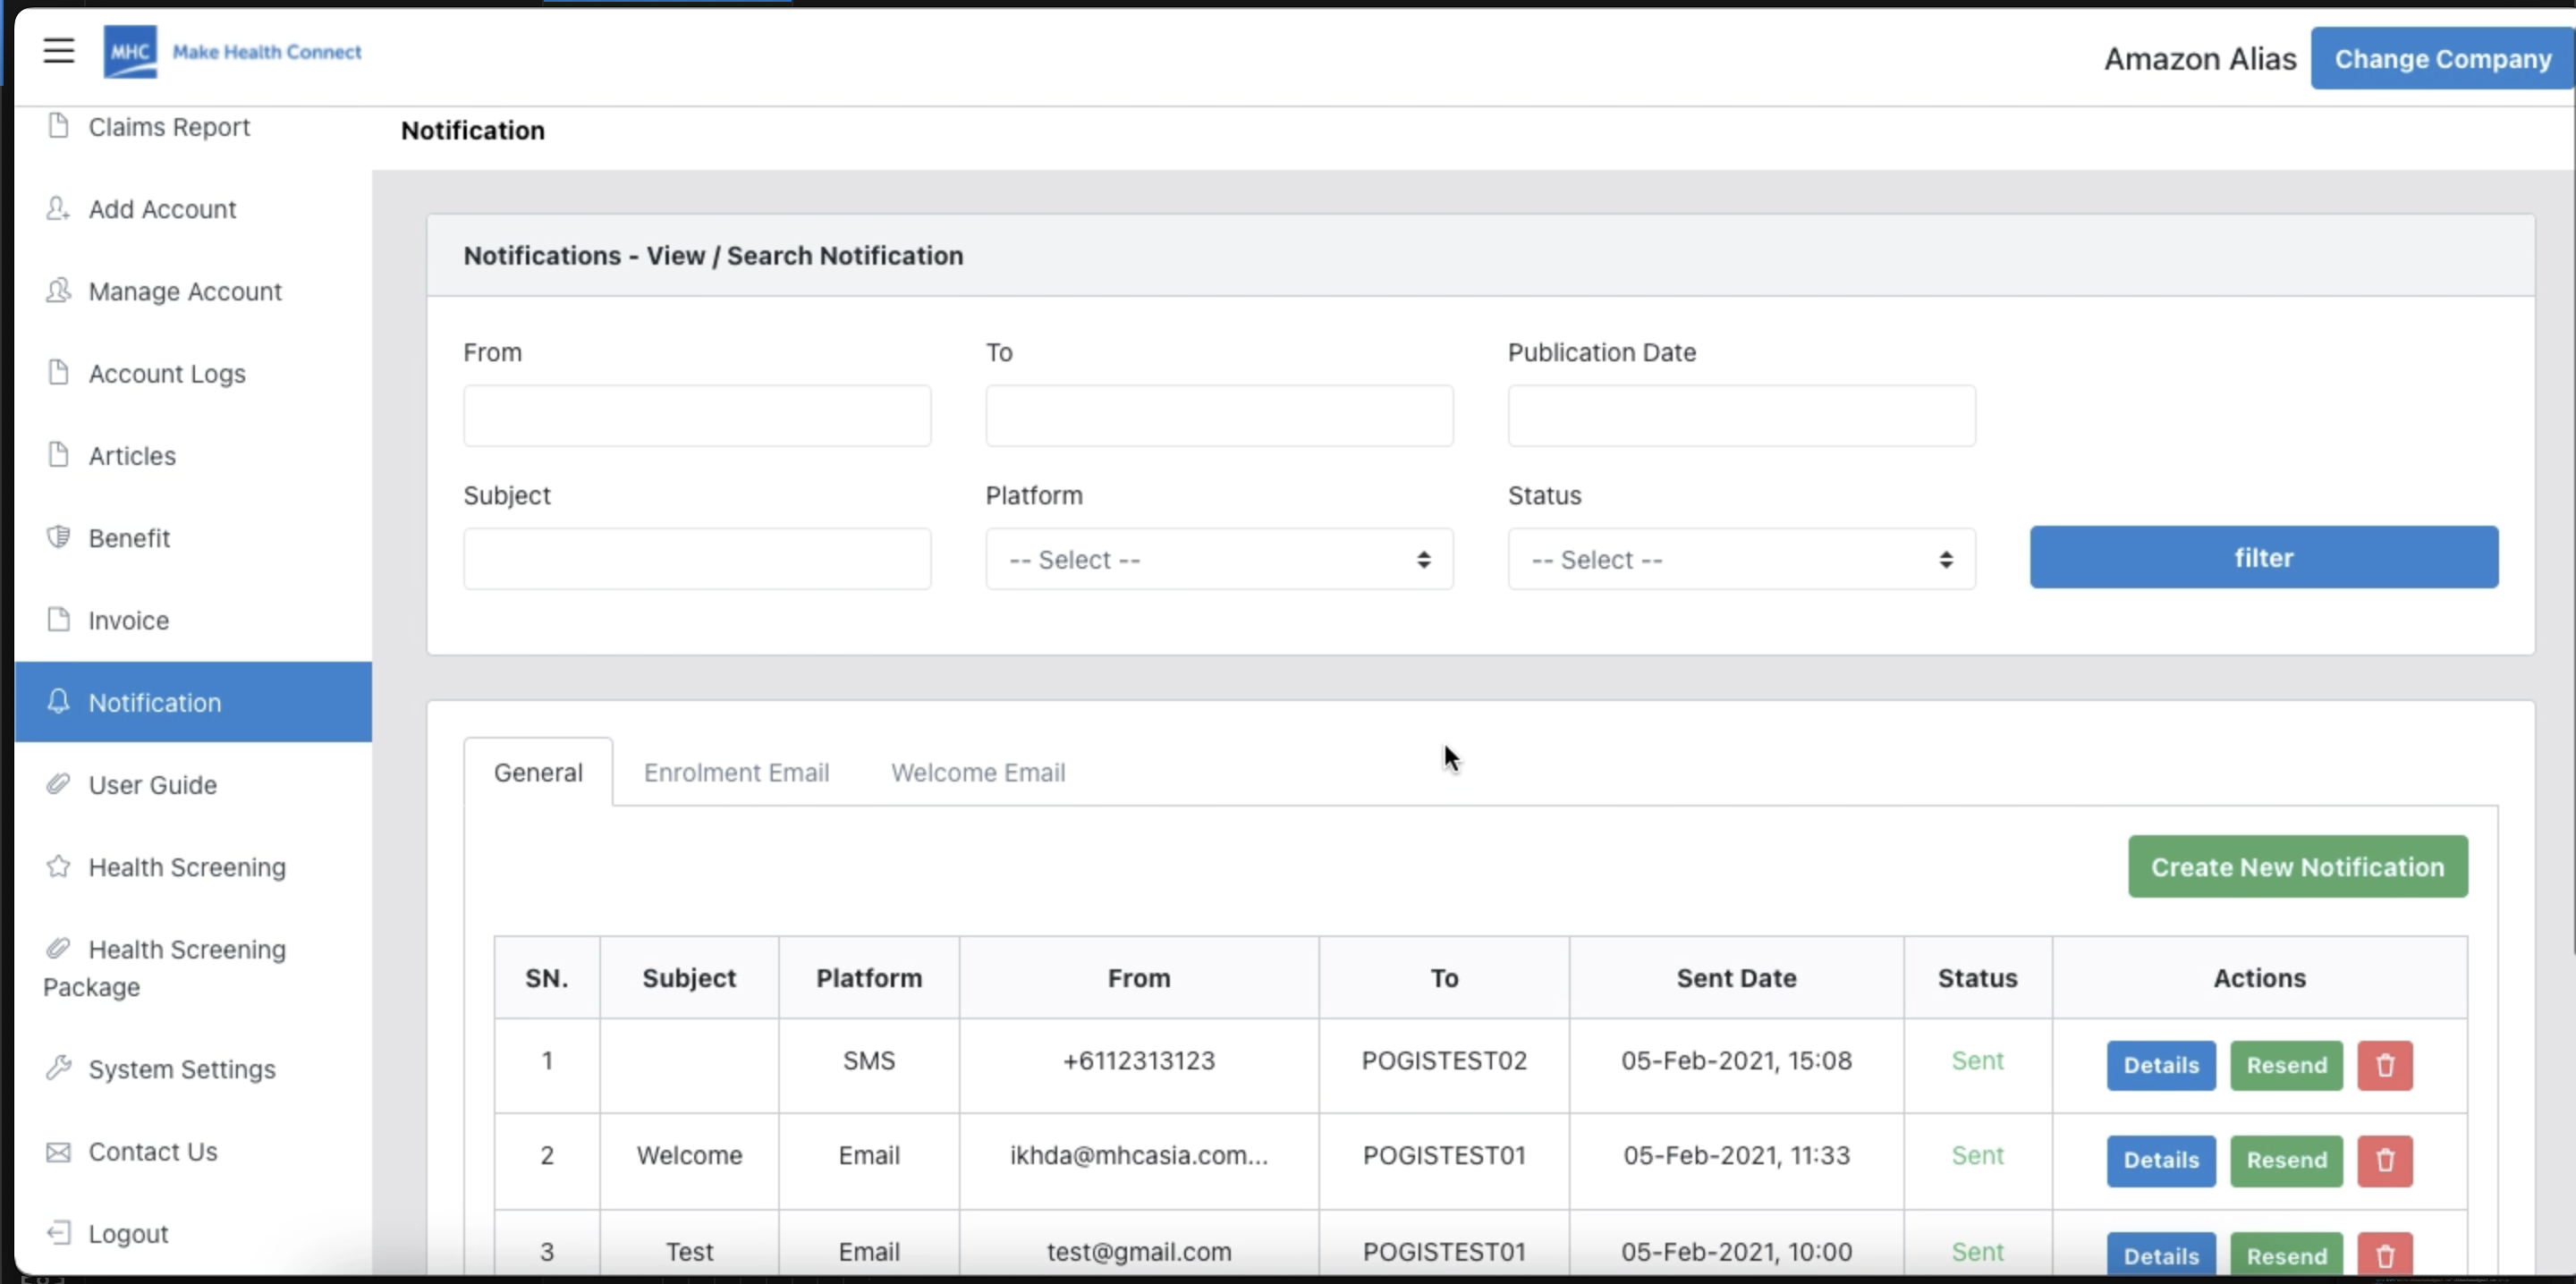 MHC Make Health Connect
Amazon Alias Change Company
Claims Report
Add Account
Manage Account
Account Logs
Articles
Benefit
Invoice
Notification
User Guide
Health Screening
Health Screening
Package
System Settings
Contact Us
Logout
Notification
Notifications - View / Search Notification
From To Publication Date
Subject Platform Status
-- Select -- -- Select -- filter
General Enrolment Email Welcome Email
Create New Notification
SN. Subject Platform From To Sent Date Status Actions
1 SMS +6112313123 POGISTEST02 05-Feb-2021, 15:08 Sent Details Resend
2 Welcome Email ikhda@mhcasia.com... POGISTEST01 05-Feb-2021, 11:33 Sent Details Resend
3 Test Email test@gmail.com POGISTEST01 05-Feb-2021, 10:00 Sent Details Resend